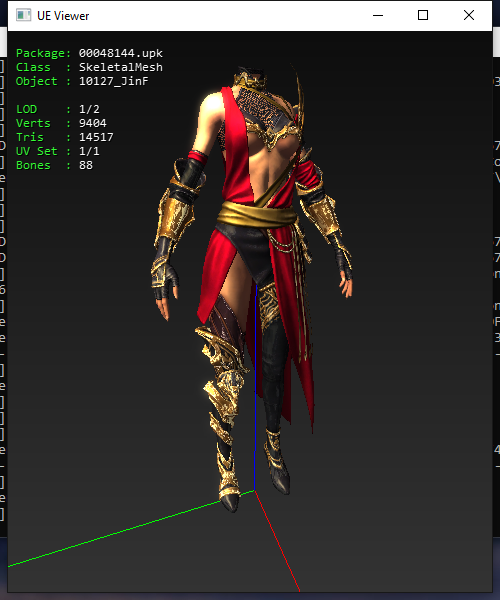 UE Viewer
Package: 00048144.upk
Class : SkeletalMesh
Object : 10127_JinF
LOD : 1/2
Verts : 9404
Tris : 14517
UV Set : 1/1
Bones : 88